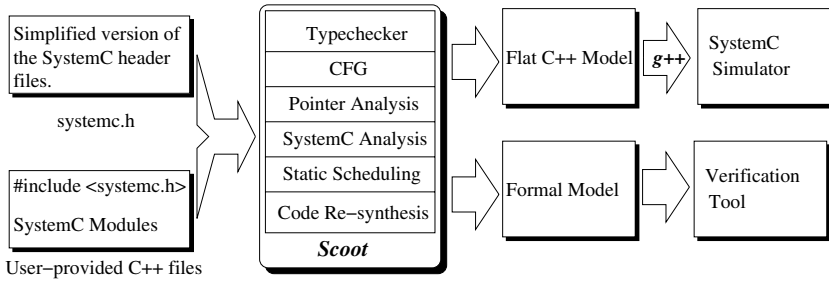 Simplified version of
the SystemC header
files.
systemc.h
#include <systemc.h>
SystemC Modules
User−provided C++ files
Typechecker
CFG
Pointer Analysis
SystemC Analysis
Static Scheduling
Code Re−synthesis
Scoot
Flat C++ Model
g++
SystemC
Simulator
Formal Model
Verification
Tool